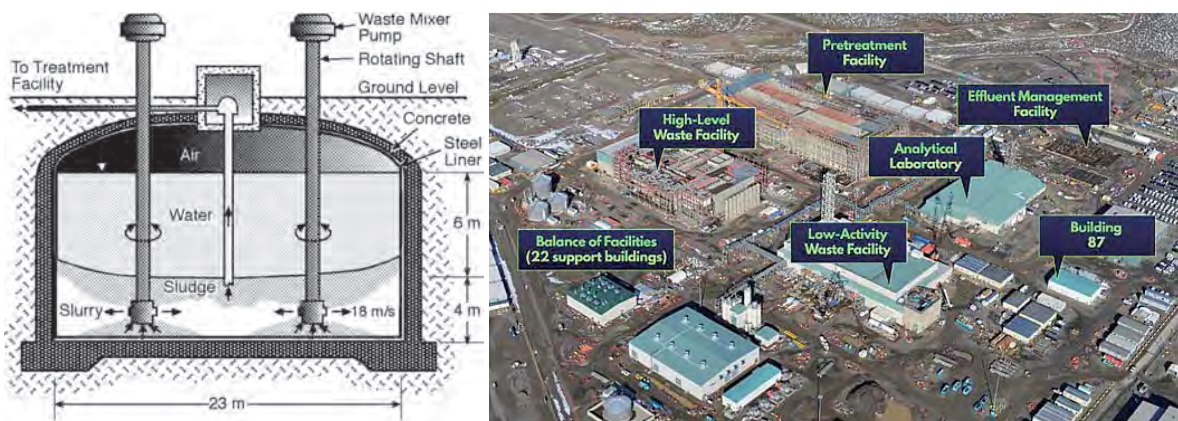 Waste Mixer
Pump
To Treatment
Facility
Rotating Shaft
Ground Level
Concrete
Steel
Liner
Air
Water
6 m
Sludge
Slurry
18 m/s
4 m
23 m
Pretreatment
Facility
High-Level
Waste Facility
Effluent Management
Facility
Analytical
Laboratory
Balance of Facilities
(22 support buildings)
Low-Activity
Waste Facility
Building
87